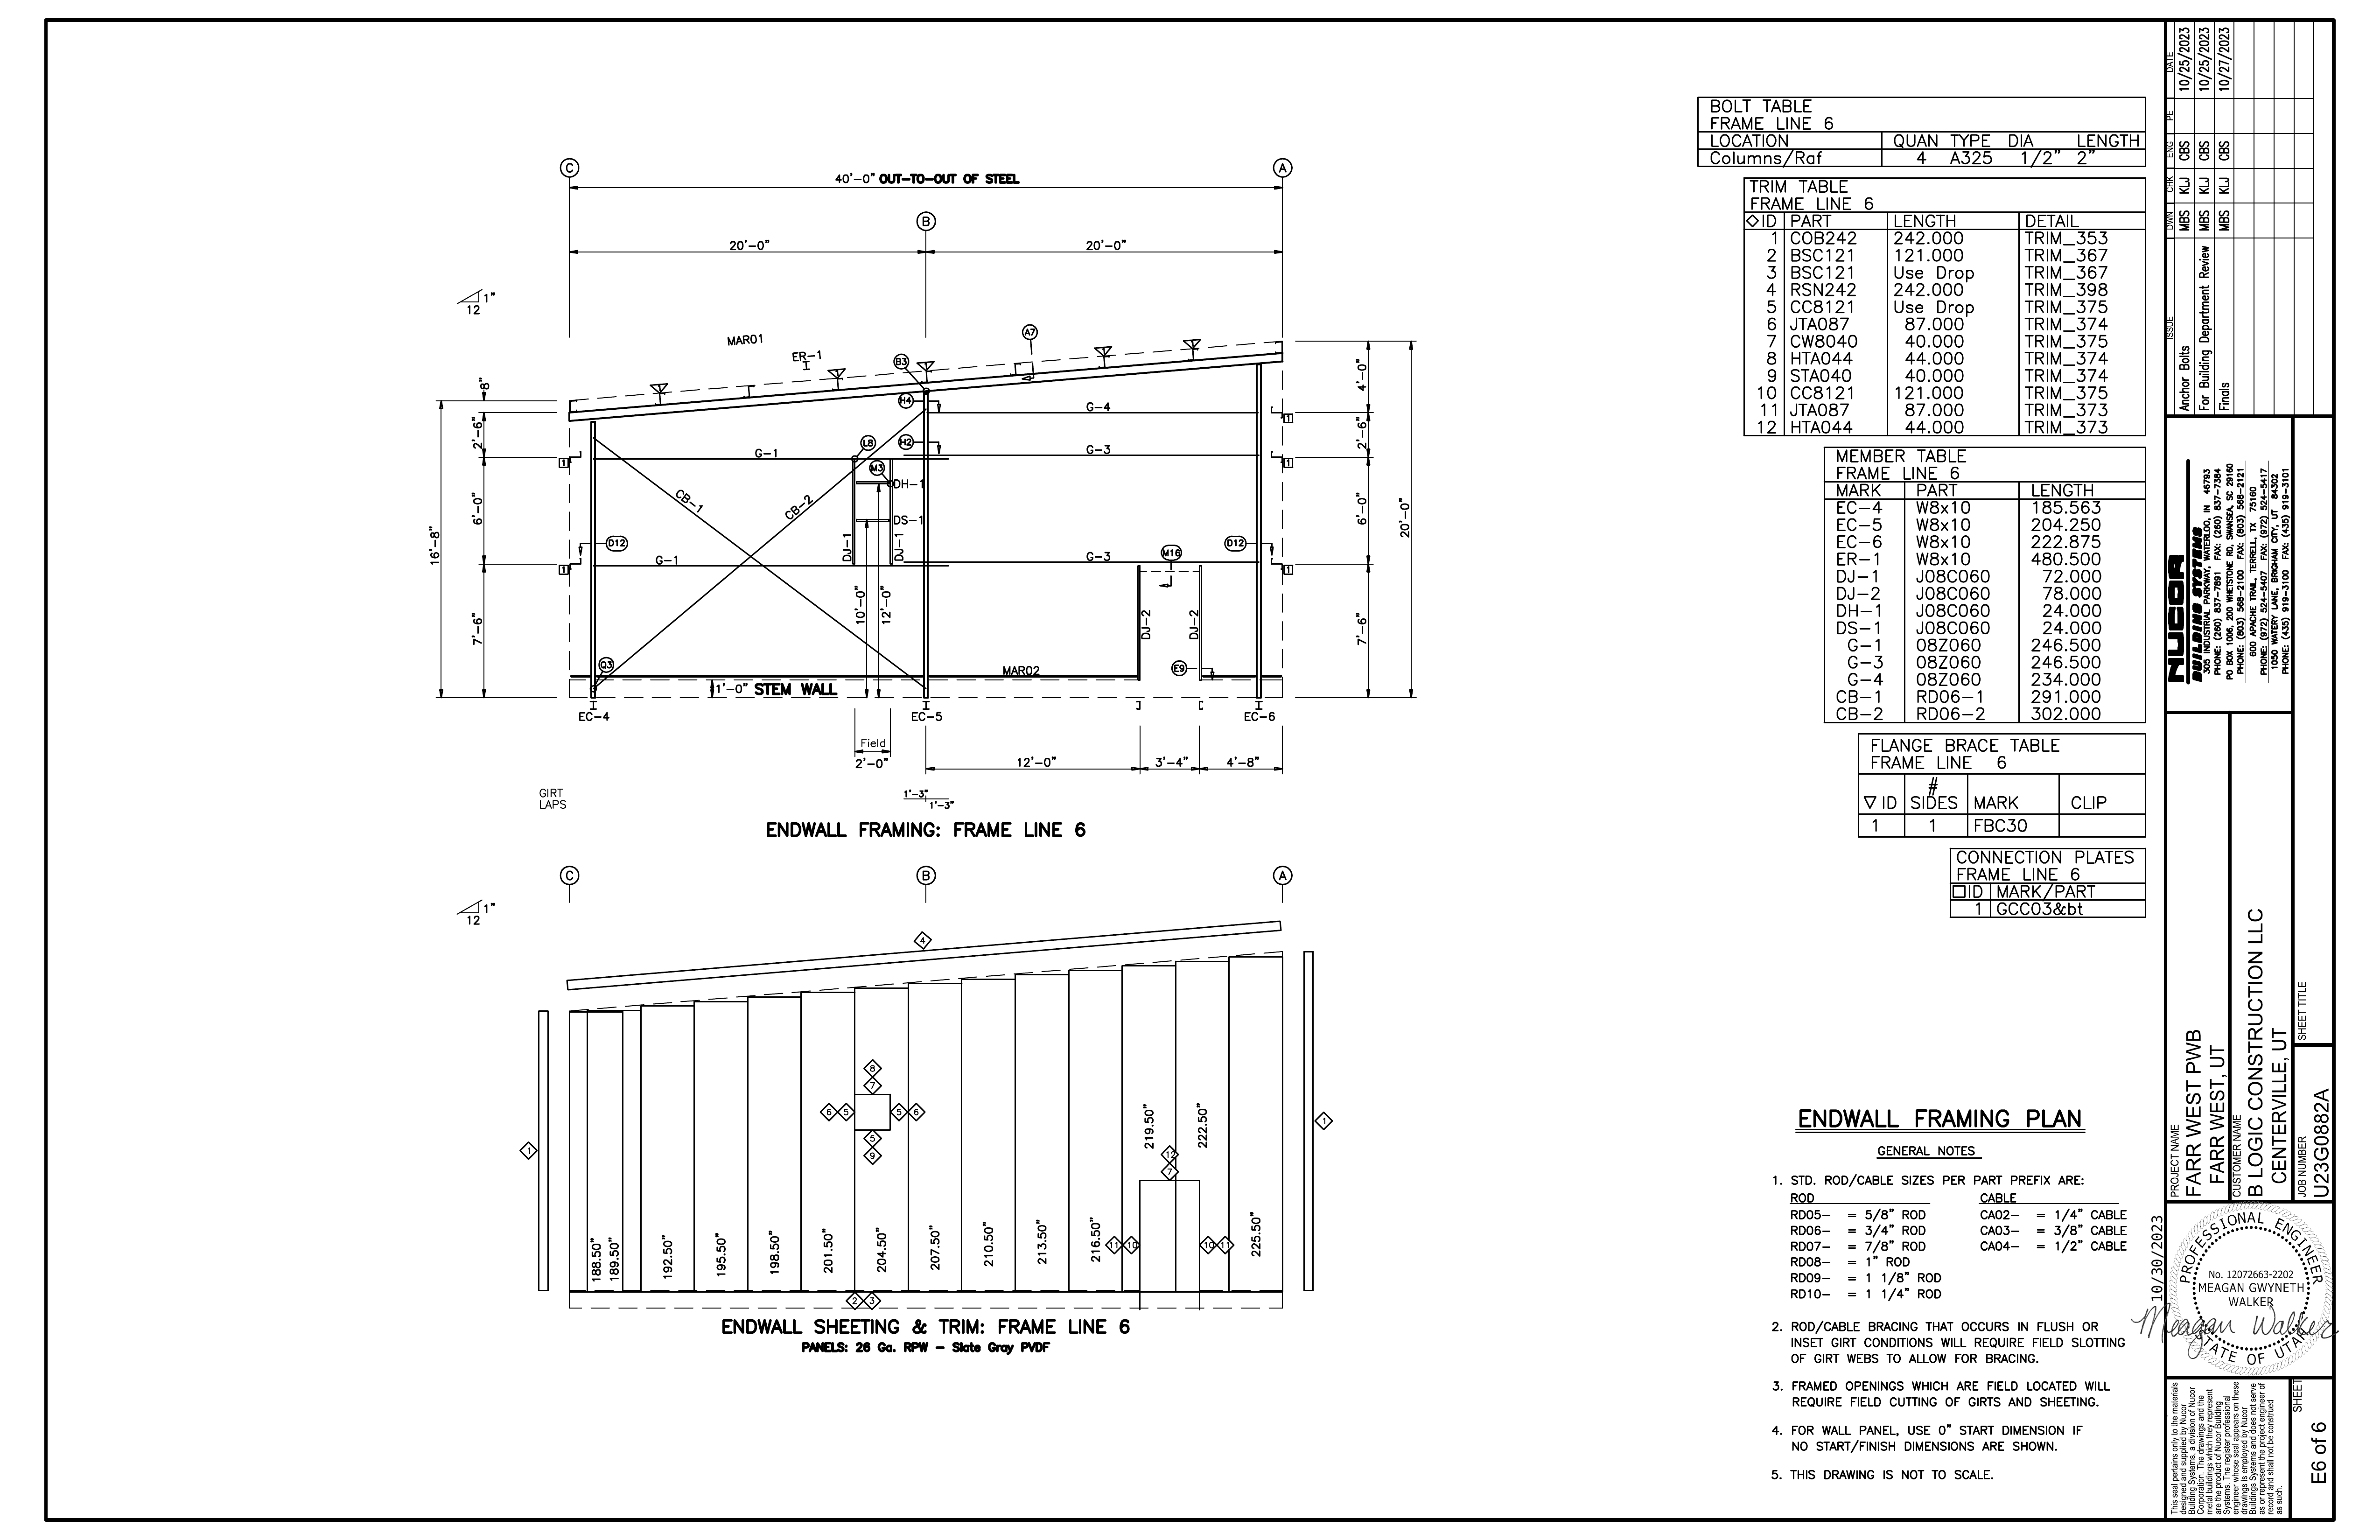 C
A
40'-0" OUT-TO-OUT OF STEEL
B
20'-0"
20'-0"
1"
12
MAR01
ER-1
B3
A7
8"
4'-0"
H4
G-4
1
2'-6"
L8
H2
2'-6"
1
G-1
G-3
1
M3
DH-1
CB-1
CB-2
6'-0"
DS-1
6'-0"
20'-0"
16'-8"
D12
DJ-1
DJ-1
M16
D12
1
G-1
G-3
1
10'-0"
12'-0"
7'-6"
DJ-2
DJ-2
7'-6"
Q3
MAR02
E9
1'-0" STEM WALL
EC-4
EC-5
EC-6
Field
2'-0"
12'-0"
3'-4"
4'-8"
GIRT
LAPS
1'-3"
1'-3"
ENDWALL FRAMING: FRAME LINE 6
C
B
A
1"
12
4
8
7
6
5
5
6
5
9
1
1
219.50"
222.50"
12
7
188.50"
189.50"
192.50"
195.50"
198.50"
201.50"
204.50"
207.50"
210.50"
213.50"
216.50"
11
10
10
11
225.50"
2
3
ENDWALL SHEETING & TRIM: FRAME LINE 6
PANELS: 26 Ga. RPW - Slate Gray PVDF
BOLT TABLE
FRAME LINE 6
LOCATION QUAN TYPE DIA LENGTH
Columns/Raf 4 A325 1/2" 2"
TRIM TABLE
FRAME LINE 6
◇ID PART LENGTH DETAIL
1 COB242 242.000 TRIM_353
2 BSC121 121.000 TRIM_367
3 BSC121 Use Drop TRIM_367
4 RSN242 242.000 TRIM_398
5 CC8121 Use Drop TRIM_375
6 JTA087 87.000 TRIM_374
7 CW8040 40.000 TRIM_375
8 HTA044 44.000 TRIM_374
9 STA040 40.000 TRIM_374
10 CC8121 121.000 TRIM_375
11 JTA087 87.000 TRIM_373
12 HTA044 44.000 TRIM_373
MEMBER TABLE
FRAME LINE 6
MARK PART LENGTH
EC-4 W8x10 185.563
EC-5 W8x10 204.250
EC-6 W8x10 222.875
ER-1 W8x10 480.500
DJ-1 J08C060 72.000
DJ-2 J08C060 78.000
DH-1 J08C060 24.000
DS-1 J08C060 24.000
G-1 08Z060 246.500
G-3 08Z060 246.500
G-4 08Z060 234.000
CB-1 RD06-1 291.000
CB-2 RD06-2 302.000
FLANGE BRACE TABLE
FRAME LINE 6
▽ID # SIDES MARK CLIP
1 1 FBC30
CONNECTION PLATES
FRAME LINE 6
□ID MARK/PART
1 GCC03&bt
ENDWALL FRAMING PLAN
GENERAL NOTES
1. STD. ROD/CABLE SIZES PER PART PREFIX ARE:
ROD CABLE
RD05- = 5/8" ROD CA02- = 1/4" CABLE
RD06- = 3/4" ROD CA03- = 3/8" CABLE
RD07- = 7/8" ROD CA04- = 1/2" CABLE
RD08- = 1" ROD
RD09- = 1 1/8" ROD
RD10- = 1 1/4" ROD
2. ROD/CABLE BRACING THAT OCCURS IN FLUSH OR
INSET GIRT CONDITIONS WILL REQUIRE FIELD SLOTTING
OF GIRT WEBS TO ALLOW FOR BRACING.
3. FRAMED OPENINGS WHICH ARE FIELD LOCATED WILL
REQUIRE FIELD CUTTING OF GIRTS AND SHEETING.
4. FOR WALL PANEL, USE 0" START DIMENSION IF
NO START/FINISH DIMENSIONS ARE SHOWN.
5. THIS DRAWING IS NOT TO SCALE.
ISSUE DWN CHK ENG PE DATE
Anchor Bolts MBS KLJ CBS 10/25/2023
For Building Department Review MBS KLJ CBS 10/25/2023
Finals MBS KLJ CBS 10/27/2023
NUCOR
BUILDING SYSTEMS
305 INDUSTRIAL PARKWAY, WATERLOO, IN 46793
PHONE: (260) 837-7891 FAX: (260) 837-7384
PO BOX 1006, 200 WHETSTONE RD, SWANSEA, SC 29160
PHONE: (803) 568-2100 FAX: (803) 568-2121
600 APACHE TRAIL, TERRELL, TX 75160
PHONE: (972) 524-5407 FAX: (972) 524-5417
1050 WATERY LANE, BRIGHAM CITY, UT 84302
PHONE: (435) 919-3100 FAX: (435) 919-3101
PROJECT NAME
FARR WEST PWB
FARR WEST, UT
CUSTOMER NAME
B LOGIC CONSTRUCTION LLC
CENTERVILLE, UT
SHEET TITLE
JOB NUMBER
U23G0882A
10/30/2023
PROFESSIONAL ENGINEER
No. 12072663-2202
MEAGAN GWYNETH
WALKER
STATE OF UTAH
Meagan Walker
This seal pertains only to the materials
designed and supplied by Nucor
Building Systems, a division of Nucor
Corporation. The drawings and the
metal buildings which they represent
are the product of Nucor Building
Systems. The register professional
engineer whose seal appears on these
drawings is employed by Nucor
Buildings Systems and does not serve
as or represent the project engineer of
record and shall not be construed
as such.
SHEET
E6 of 6